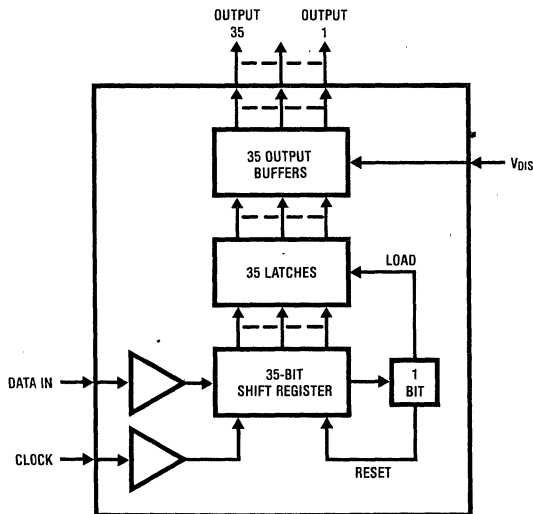 OUTPUT 35
OUTPUT 1
35 OUTPUT BUFFERS
V_DIS
35 LATCHES
LOAD
35-BIT SHIFT REGISTER
1 BIT
DATA IN
CLOCK
RESET